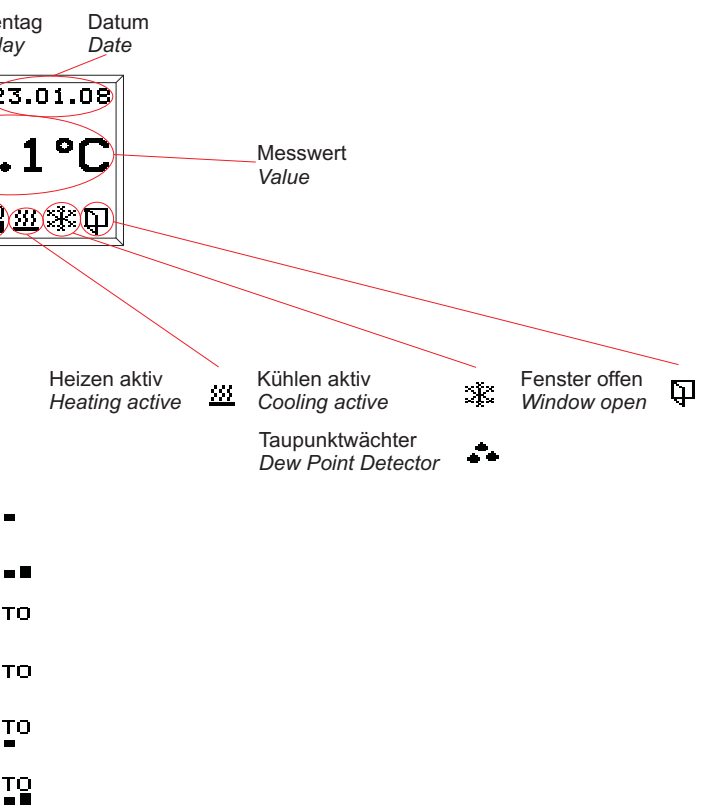 entag Datum
Date
23.01.08
.1°C
Messwert
Value
Heizen aktiv Kühlen aktiv Fenster offen
Heating active Cooling active Window open
Taupunktwächter
Dew Point Detector
TO
TO
TO
TO